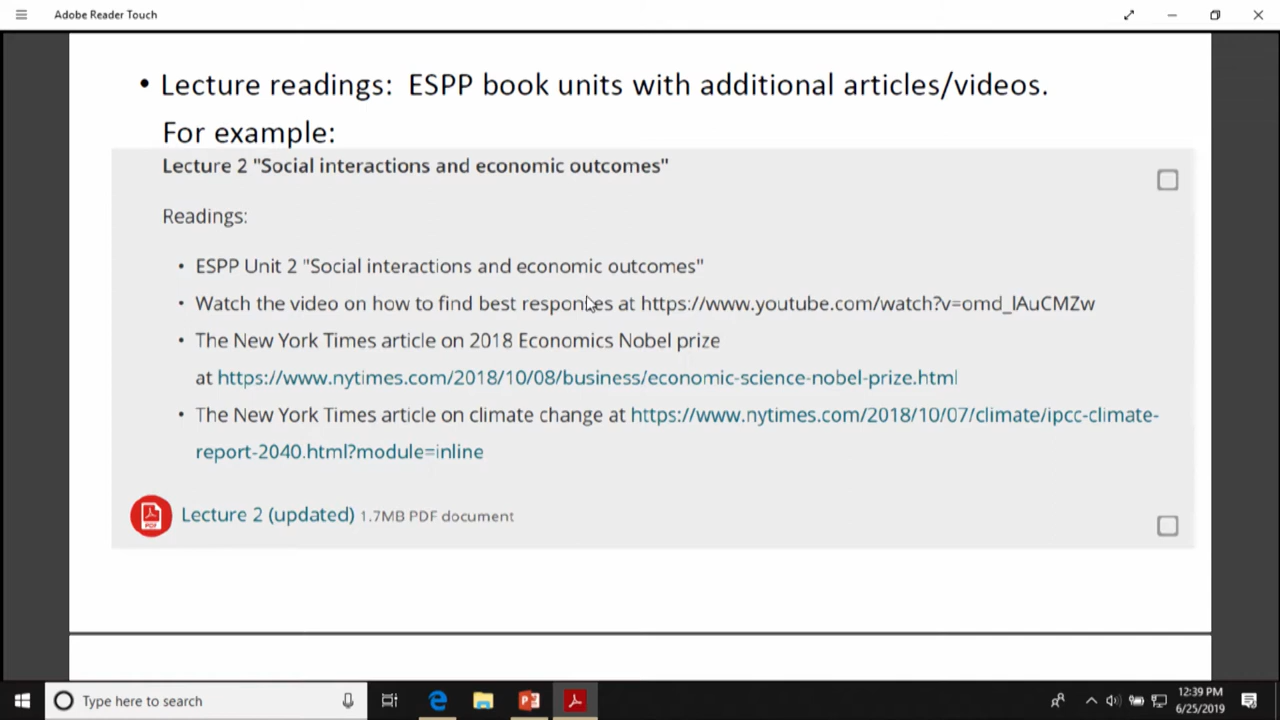 Adobe Reader Touch
• Lecture readings: ESPP book units with additional articles/videos.
For example:
Lecture 2 "Social interactions and economic outcomes"
Readings:
• ESPP Unit 2 "Social interactions and economic outcomes"
• Watch the video on how to find best responses at https://www.youtube.com/watch?v=omd_lAuCMZw
• The New York Times article on 2018 Economics Nobel prize
at https://www.nytimes.com/2018/10/08/business/economic-science-nobel-prize.html
• The New York Times article on climate change at https://www.nytimes.com/2018/10/07/climate/ipcc-climate-
report-2040.html?module=inline
PDF
Lecture 2 (updated) 1.7MB PDF document
Type here to search
12:39 PM
6/25/2019